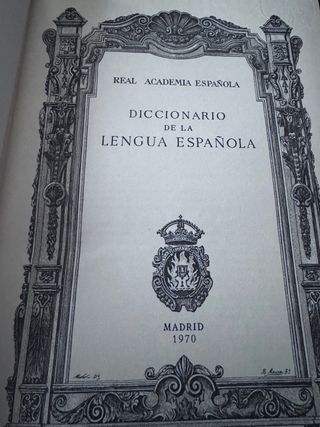 REAL ACADEMIA ESPAÑOLA
DICCIONARIO
DE LA
LENGUA ESPAÑOLA
MADRID
1970